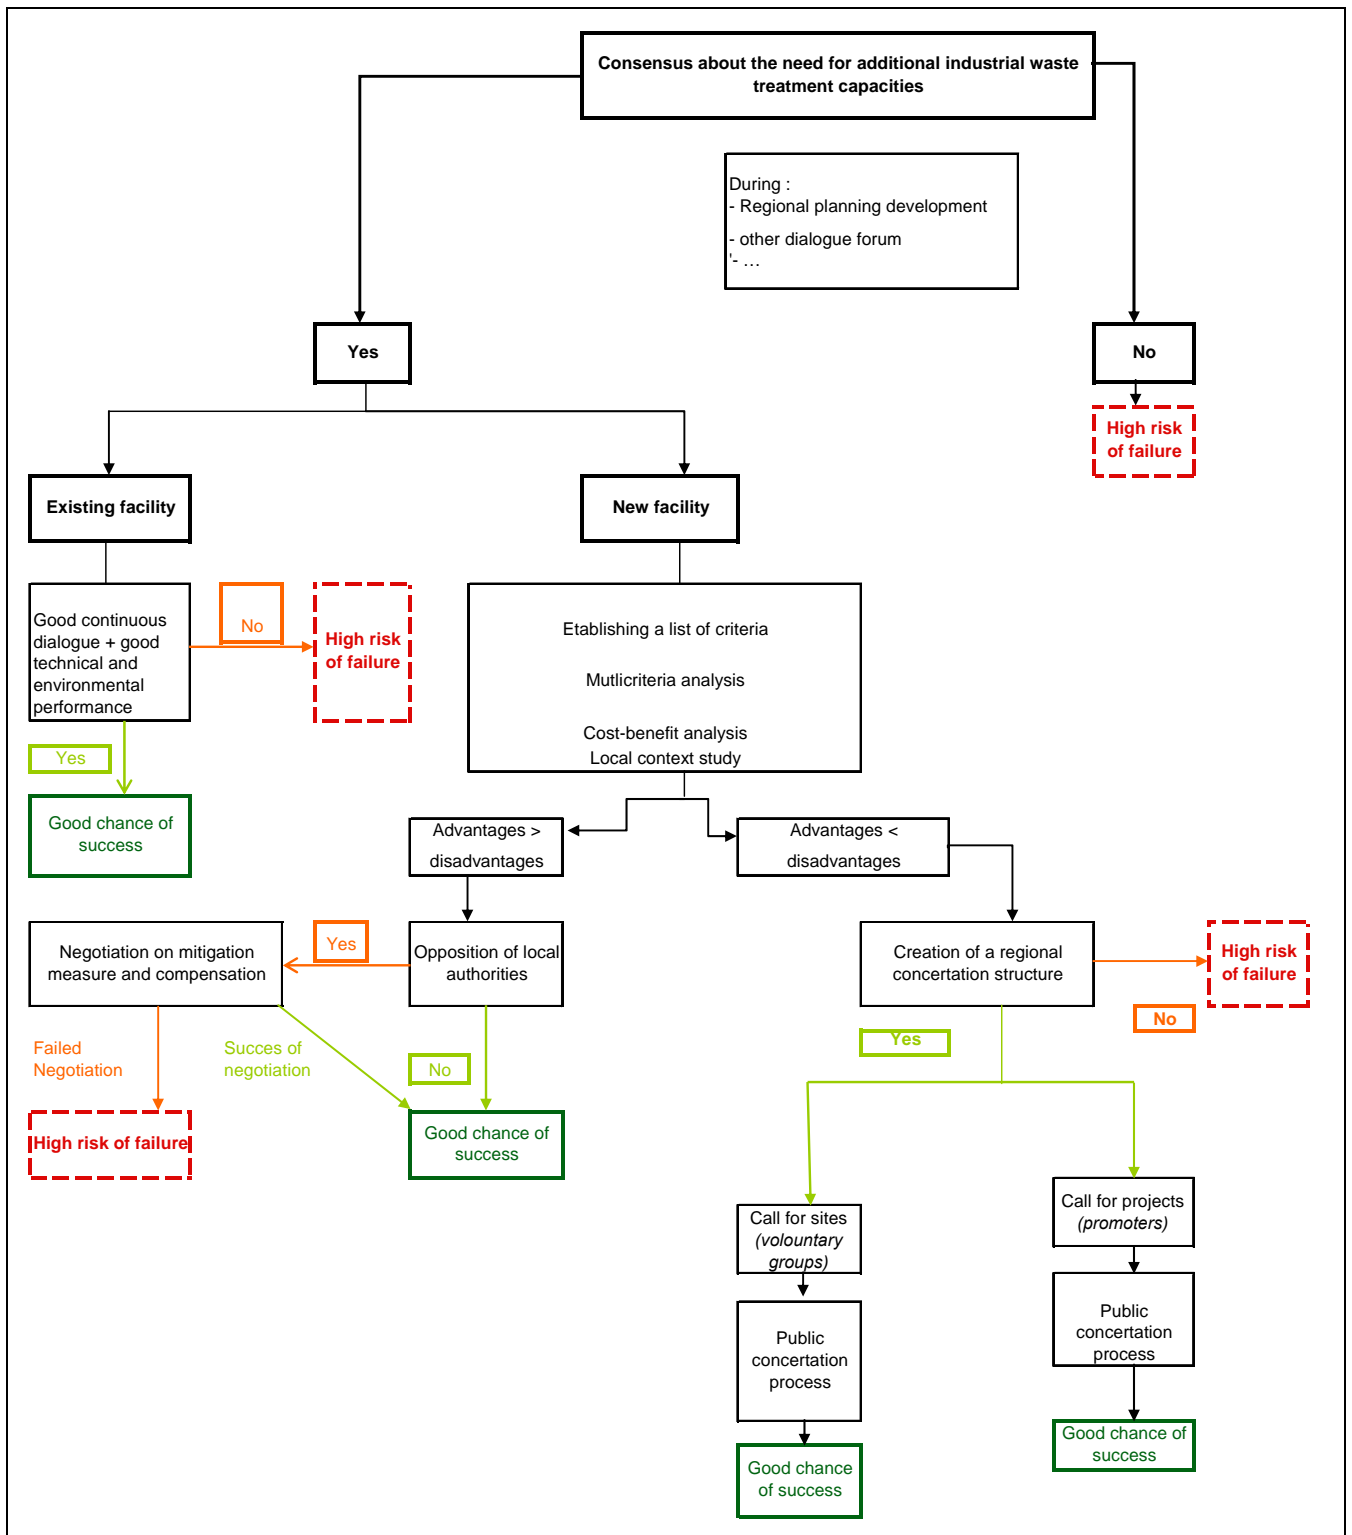 Consensus about the need for additional industrial waste
treatment capacities
During :
- Regional planning development
- other dialogue forum
'- …
Yes
No
High risk
of failure
Existing facility
New facility
Good continuous
dialogue + good
technical and
environmental
performance
No
High risk
of failure
Etablishing a list of criteria
Mutlicriteria analysis
Cost-benefit analysis
Local context study
Yes
Good chance of
success
Advantages >
disadvantages
Advantages <
disadvantages
Negotiation on mitigation
measure and compensation
Yes
Opposition of local
authorities
Creation of a regional
concertation structure
High risk
of failure
No
Yes
Failed
Negotiation
Succes of
negotiation
No
High risk of failure
Good chance of
success
Call for sites
(volountary
groups)
Call for projects
(promoters)
Public
concertation
process
Public
concertation
process
Good chance
of success
Good chance of
success